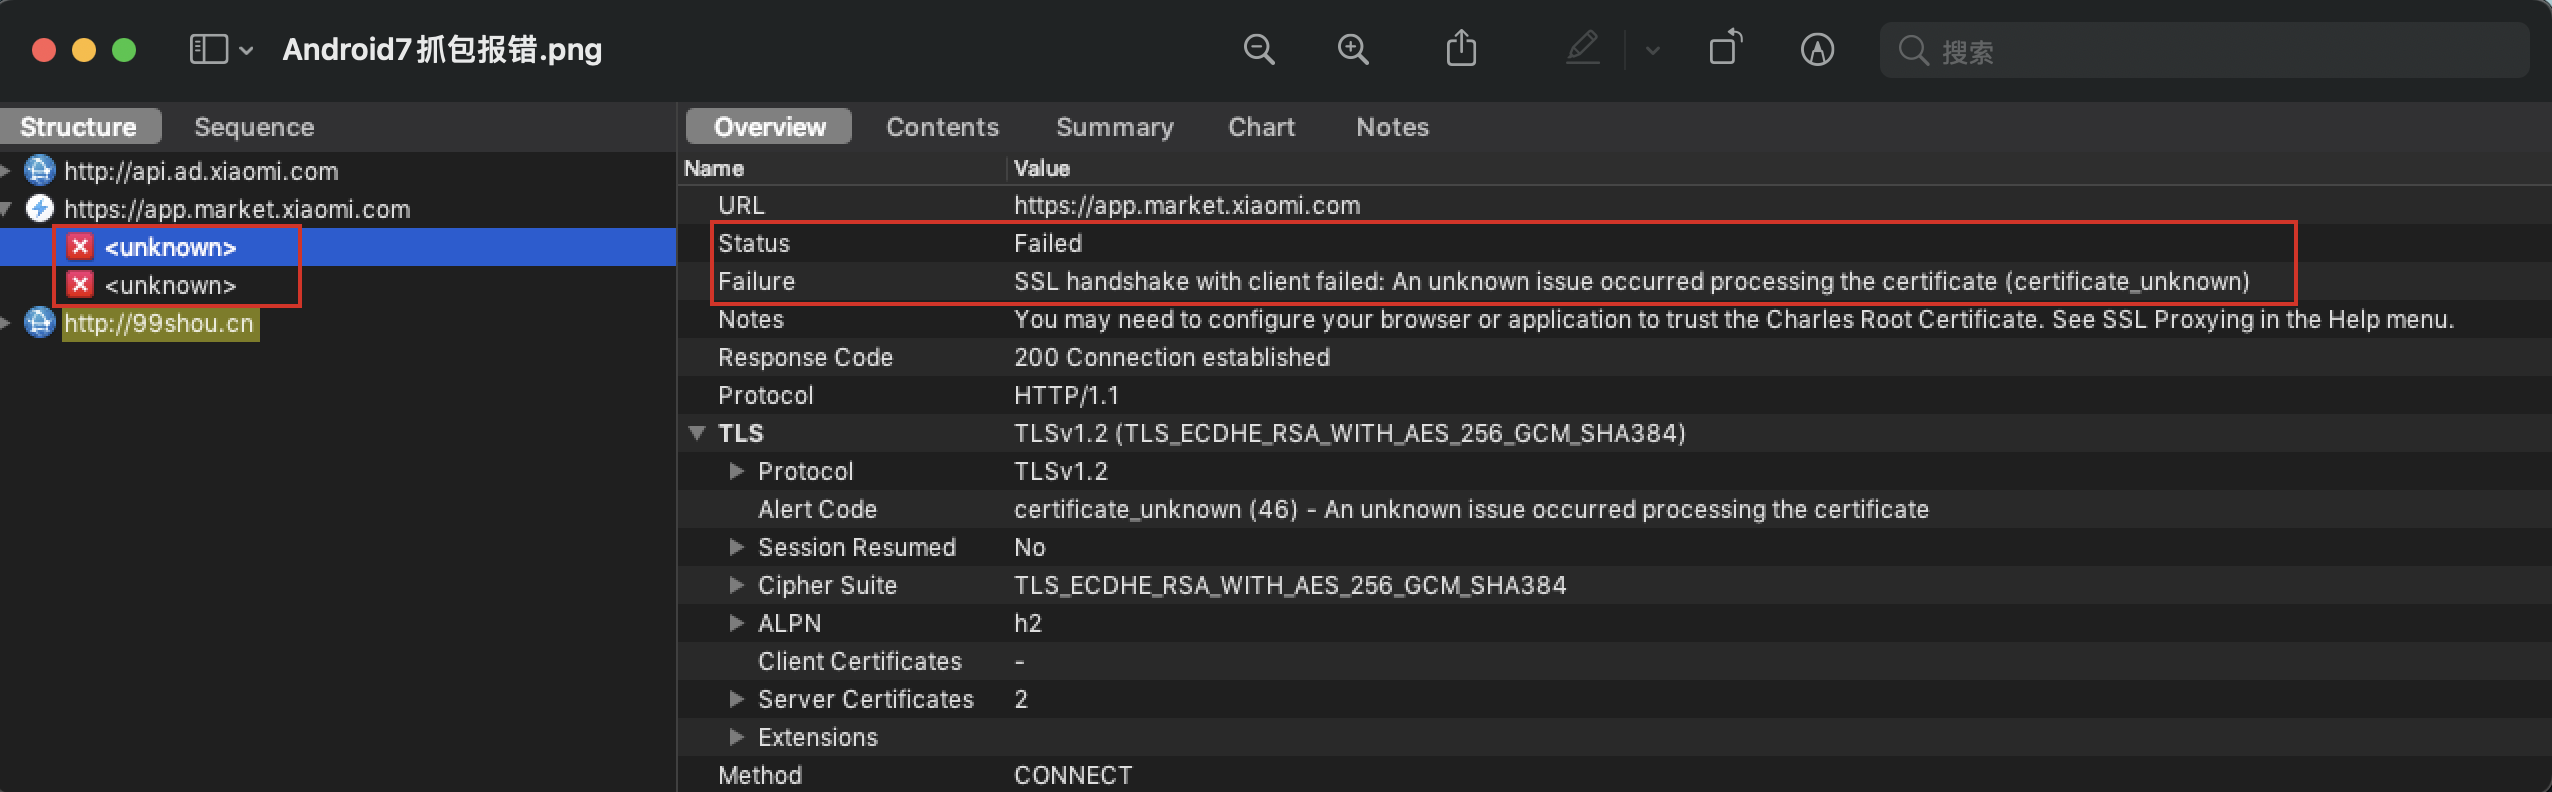 Android7抓包报错.png
搜索
Structure Sequence
http://api.ad.xiaomi.com
https://app.market.xiaomi.com
<unknown>
<unknown>
http://99shou.cn
Overview Contents Summary Chart Notes
Name Value
URL https://app.market.xiaomi.com
Status Failed
Failure SSL handshake with client failed: An unknown issue occurred processing the certificate (certificate_unknown)
Notes You may need to configure your browser or application to trust the Charles Root Certificate. See SSL Proxying in the Help menu.
Response Code 200 Connection established
Protocol HTTP/1.1
TLS TLSv1.2 (TLS_ECDHE_RSA_WITH_AES_256_GCM_SHA384)
Protocol TLSv1.2
Alert Code certificate_unknown (46) - An unknown issue occurred processing the certificate
Session Resumed No
Cipher Suite TLS_ECDHE_RSA_WITH_AES_256_GCM_SHA384
ALPN h2
Client Certificates -
Server Certificates 2
Extensions
Method CONNECT